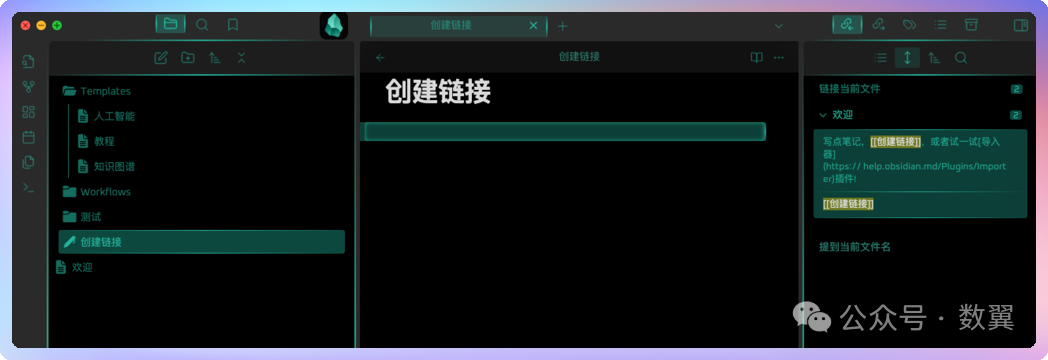 创建链接
创建链接
Templates
人工智能
教程
知识图谱
Workflows
测试
创建链接
欢迎
创建链接
链接当前文件 2
欢迎 2
写点笔记，[[创建链接]]，或者试一试[导入
器]
(https:// help.obsidian.md/Plugins/Import
er)插件!
[[创建链接]]
提到当前文件名
公众号 · 数翼